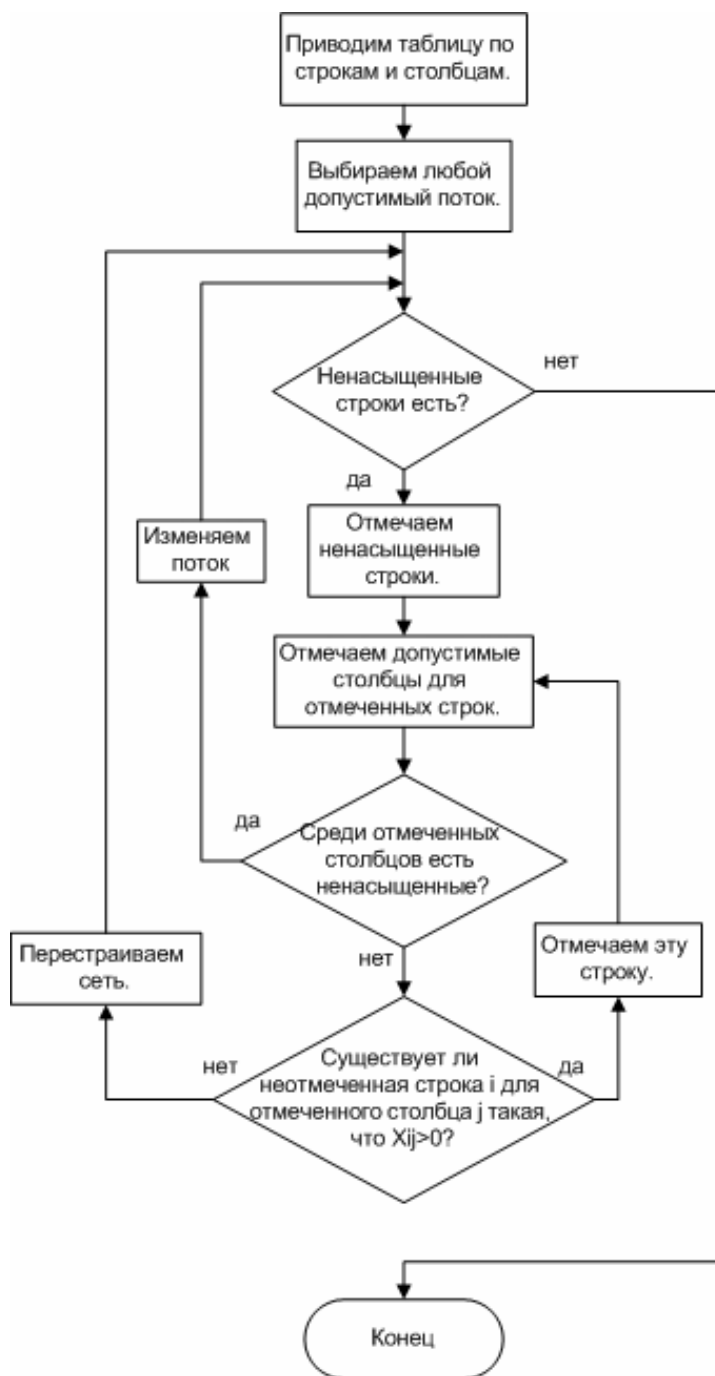 Приводим таблицу по
строкам и столбцам.
Выбираем любой
допустимый поток.
Ненасыщенные
строки есть?
нет
да
Отмечаем
ненасыщенные
строки.
Изменяем
поток
Отмечаем допустимые
столбцы для
отмеченных строк.
да
Среди отмеченных
столбцов есть
ненасыщенные?
нет
Перестраиваем
сеть.
Отмечаем эту
строку.
нет
Существует ли
неотмеченная строка i для
отмеченного столбца j такая,
что Xij>0?
да
Конец